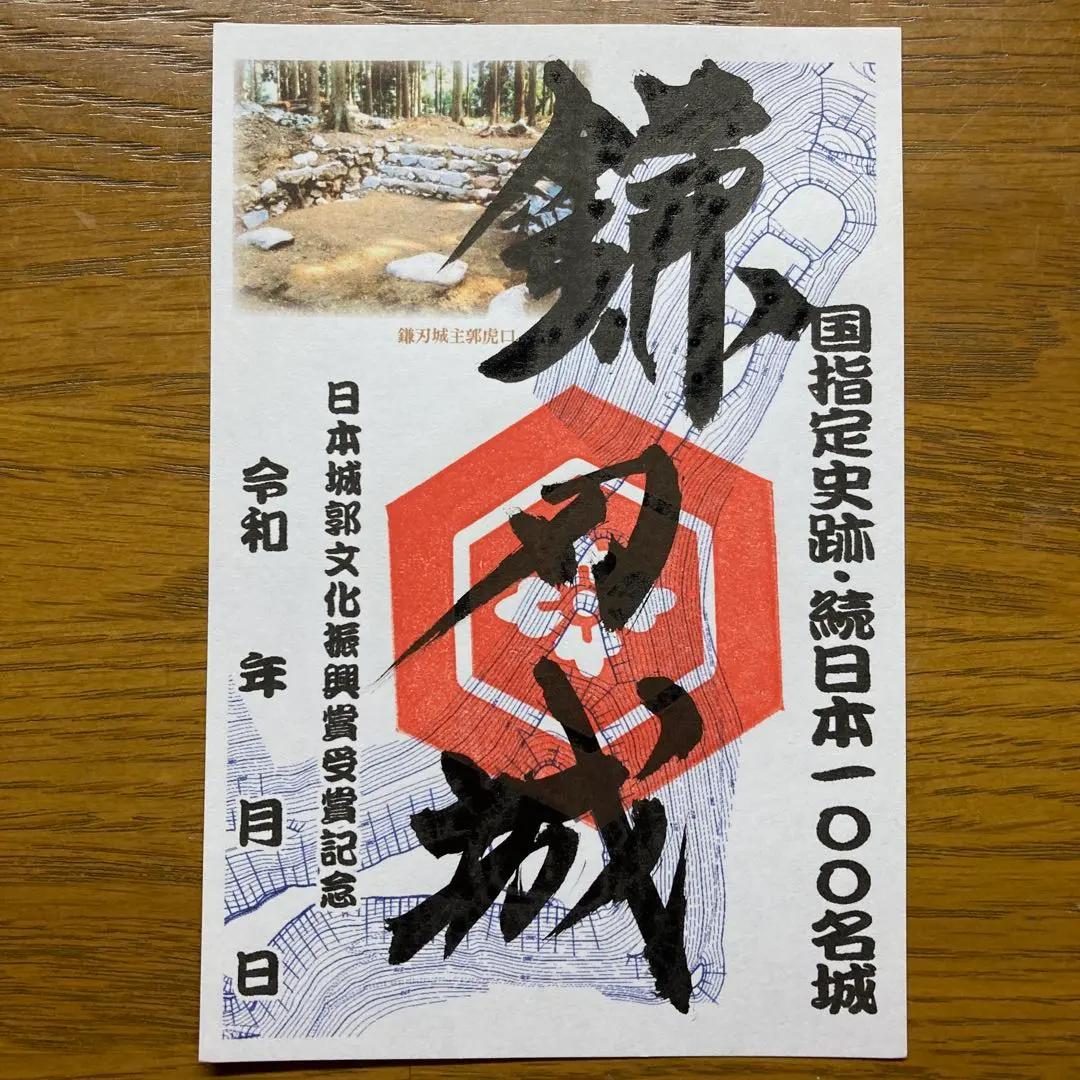 国指定史跡・続日本一〇〇名城
鎌刃城
鎌刃城主郭虎口
日本城郭文化振興賞受賞記念
令和 年 月 日